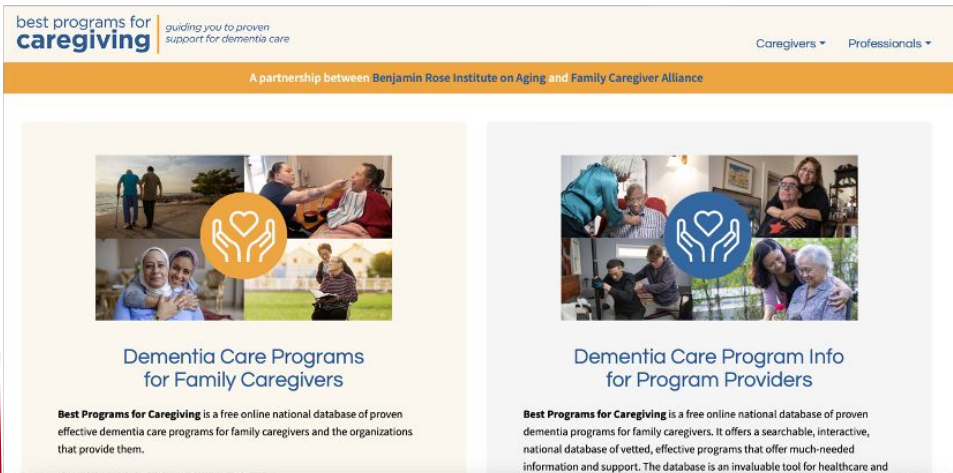 best programs for
caregiving
guiding you to proven
support for dementia care
Caregivers
Professionals
A partnership between Benjamin Rose Institute on Aging and Family Caregiver Alliance
Dementia Care Programs
for Family Caregivers
Best Programs for Caregiving is a free online national database of proven
effective dementia care programs for family caregivers and the organizations
that provide them.
Dementia Care Program Info
for Program Providers
Best Programs for Caregiving is a free online national database of proven
dementia programs for family caregivers. It offers a searchable, interactive,
national database of vetted, effective programs that offer much-needed
information and support. The database is an invaluable tool for healthcare and